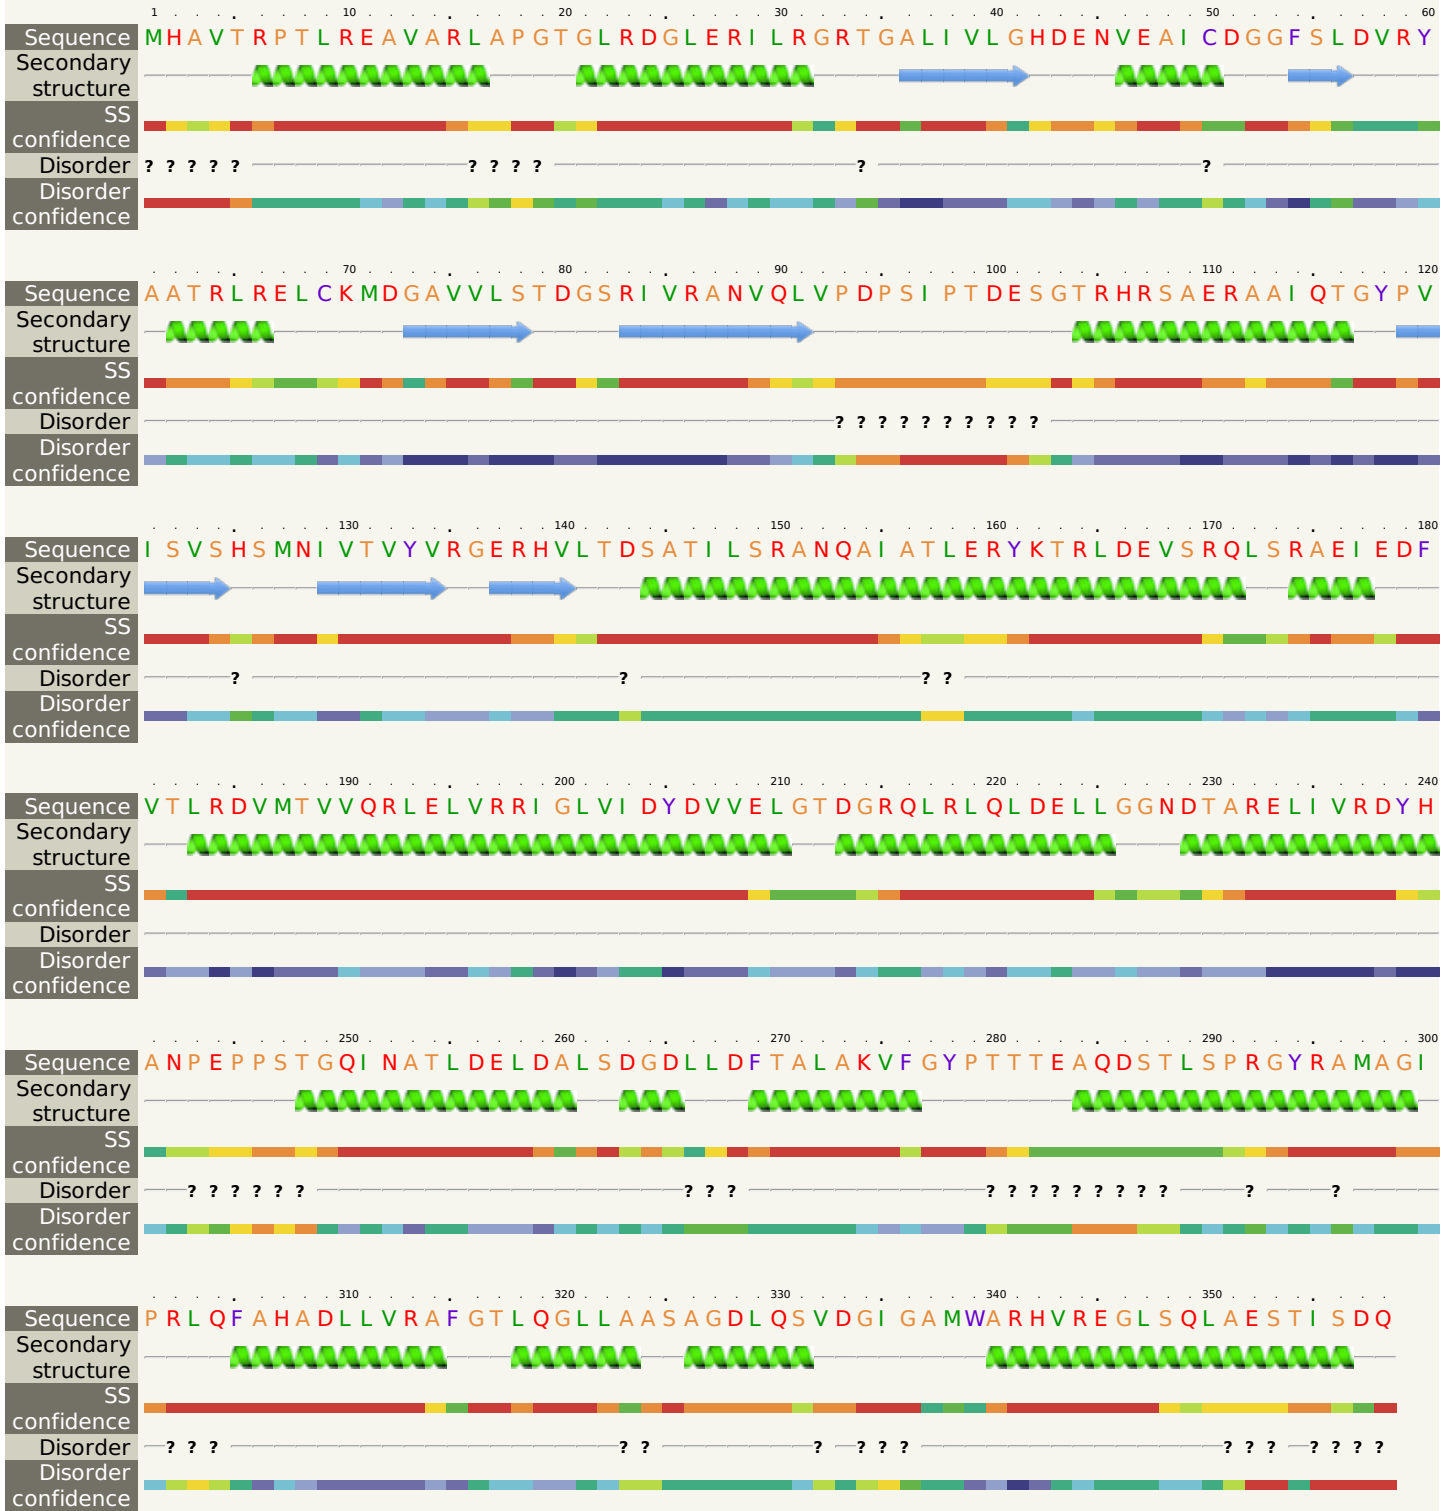 1 10 20 30 40 50 60
Sequence MHAVTRPTLREAVARLAPGTGLRDGLERILRGRTGALIVLGHDENVEAICDGGFSLDVRY
Secondary structure
SS confidence
Disorder ? ? ? ? ? ? ? ? ? ? ?
Disorder confidence
70 80 90 100 110 120
Sequence AATRLRELCKMDGAVVLSTDGSRIVRANVQLVPDPSIPTDESGTRHRSAERAAIQTGYPV
Secondary structure
SS confidence
Disorder ? ? ? ? ? ? ? ? ? ?
Disorder confidence
130 140 150 160 170 180
Sequence ISVSHSMNIVTVYVRGERHVLTDSATILSRANQAIATLERYKTRLDEVSRQLSRAEIEDF
Secondary structure
SS confidence
Disorder ? ? ? ?
Disorder confidence
190 200 210 220 230 240
Sequence VTLRDVMTVVQRLELVRRIGLVIDYDVVELGTDGRQLRLQLDELLGGNDTARELIVRDYH
Secondary structure
SS confidence
Disorder
Disorder confidence
250 260 270 280 290 300
Sequence ANPEPPSTGQINATLDELDALSDGDLLDFTALAKVFGYPTTTEAQDSTLSPRGYRAMAGI
Secondary structure
SS confidence
Disorder ? ? ? ? ? ? ? ? ? ? ? ? ? ? ? ? ? ? ? ?
Disorder confidence
310 320 330 340 350
Sequence PRLQFAHADLLVRAFGTLQGLLAASAGDLQSVDGIGAMWARHVREGLSQLAESTISDQ
Secondary structure
SS confidence
Disorder ? ? ? ? ? ? ? ? ? ? ? ? ? ? ? ?
Disorder confidence